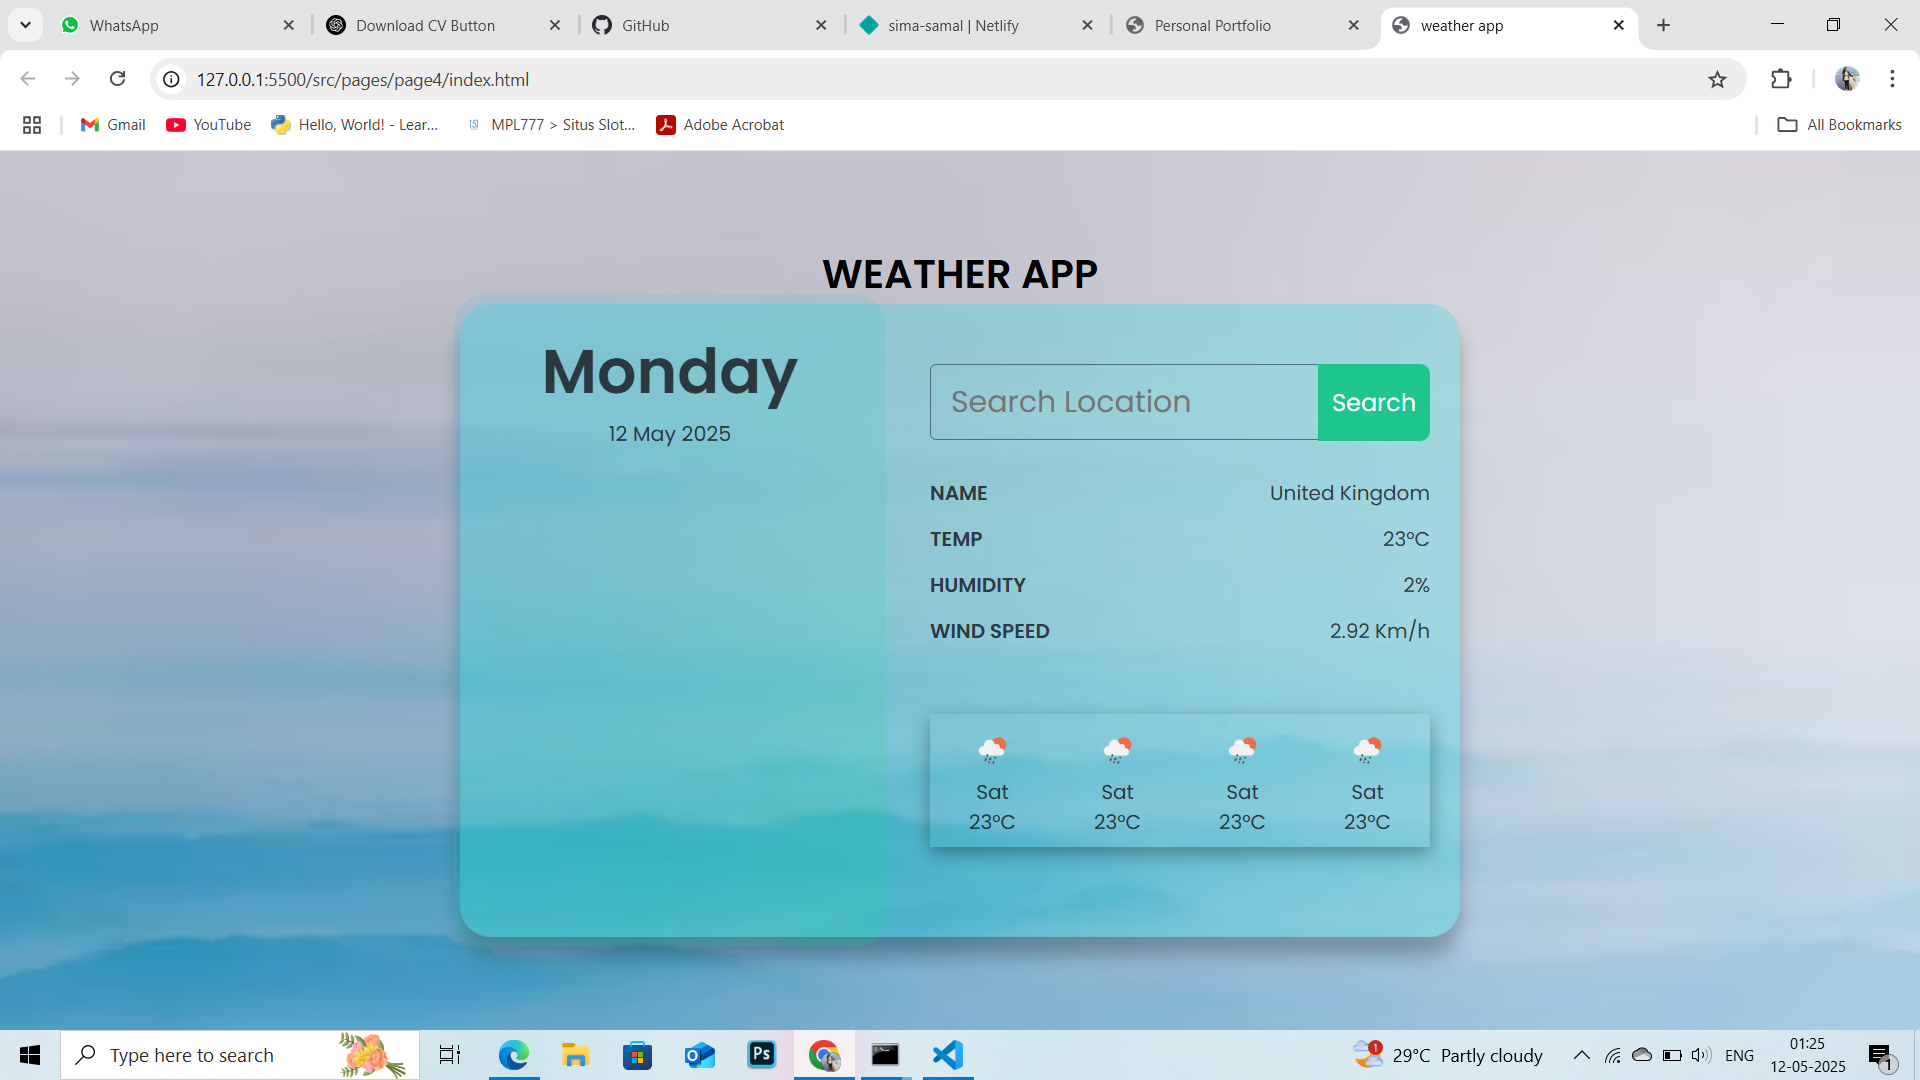 WhatsApp
Download CV Button
GitHub
sima-samal | Netlify
Personal Portfolio
weather app
127.0.0.1:5500/src/pages/page4/index.html
Gmail
YouTube
Hello, World! - Lear...
MPL777 > Situs Slot...
Adobe Acrobat
All Bookmarks
WEATHER APP
Monday
12 May 2025
Search Location
Search
NAME United Kingdom
TEMP 23°C
HUMIDITY 2%
WIND SPEED 2.92 Km/h
Sat Sat Sat Sat
23°C 23°C 23°C 23°C
Type here to search
Ps
1
29°C Partly cloudy
ENG
01:25
12-05-2025
1